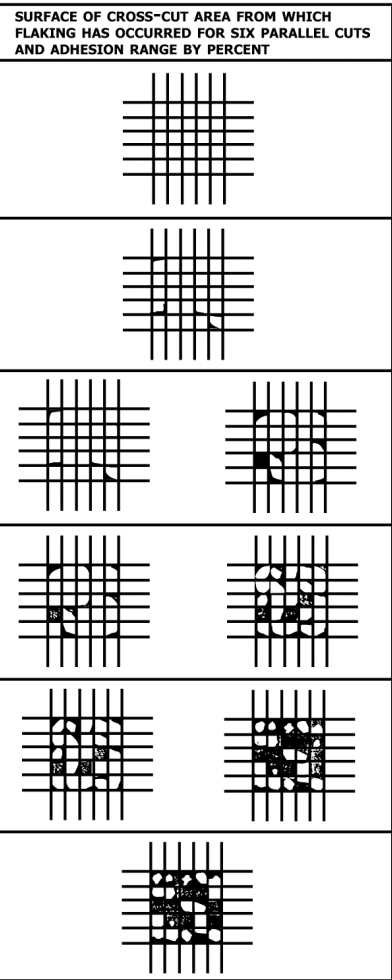 SURFACE OF CROSS-CUT AREA FROM WHICH
FLAKING HAS OCCURRED FOR SIX PARALLEL CUTS
AND ADHESION RANGE BY PERCENT